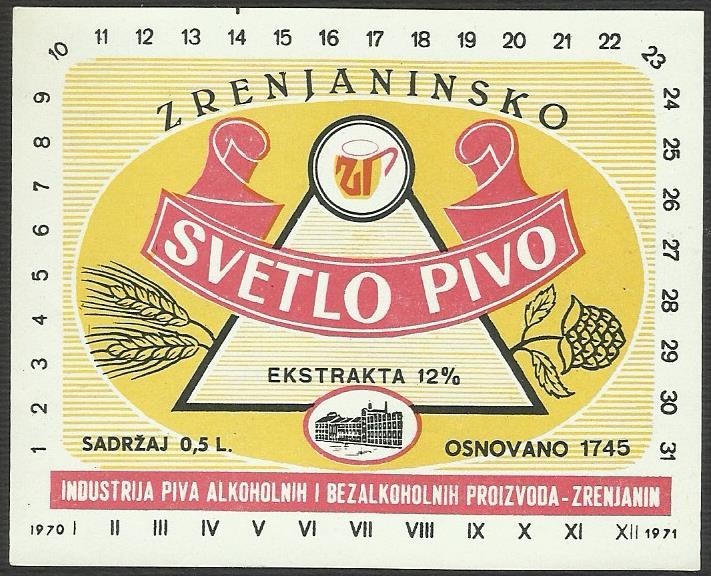 1 2 3 4 5 6 7 8 9 10 11 12 13 14 15 16 17 18 19 20 21 22 23 24 25 26 27 28 29 30 31
ZRENJANINSKO
ZI
SVETLO PIVO
EKSTRAKTA 12%
SADRŽAJ 0,5 L.
OSNOVANO 1745
INDUSTRIJA PIVA ALKOHOLNIH I BEZALKOHOLNIH PROIZVODA-ZRENJANIN
1970 I II III IV V VI VII VIII IX X XI XII 1971